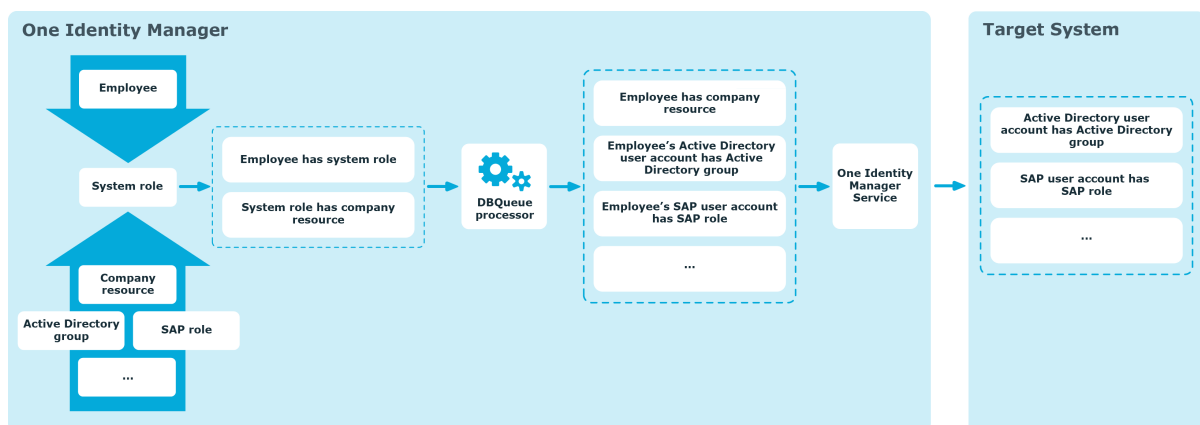 One Identity Manager
Employee
System role
Company
resource
Active Directory
group
SAP role
...
Employee has system role
System role has company
resource
DBQueue
processor
Employee has company
resource
Employee’s Active Directory
user account has Active
Directory group
Employee’s SAP user account
has SAP role
...
One Identity
Manager
Service
Target System
Active Directory user
account has Active Directory
group
SAP user account has
SAP role
...